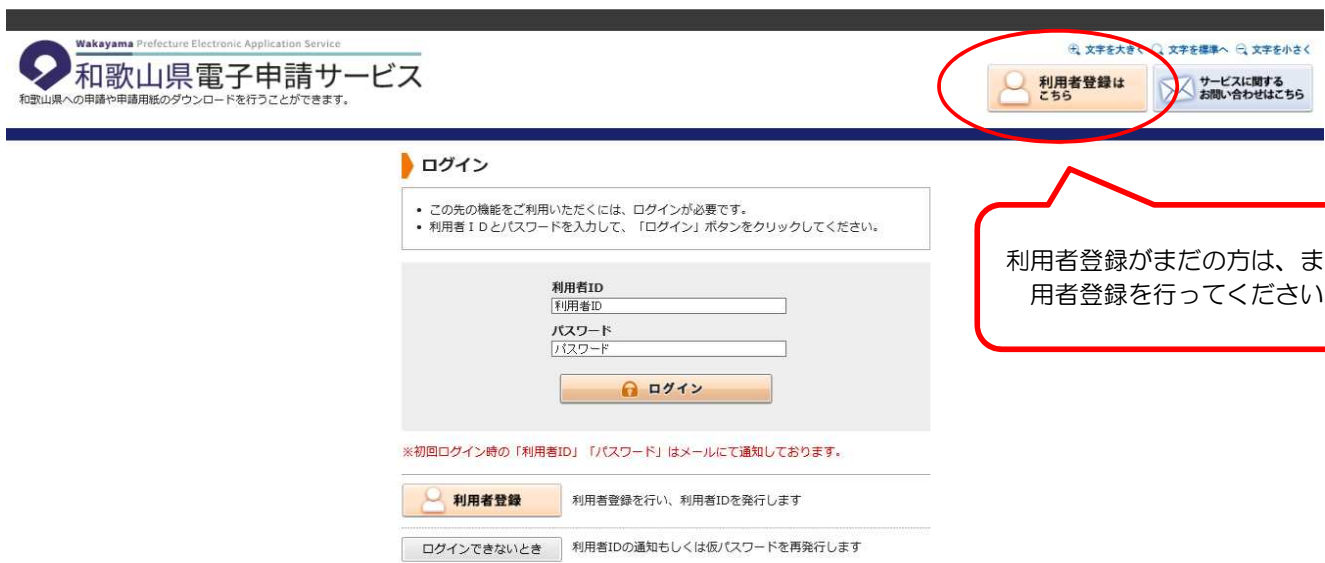 Wakayama Prefecture Electronic Application Service
和歌山県電子申請サービス
和歌山県への申請や申請用紙のダウンロードを行うことができます。
文字を大きく 文字を標準へ 文字を小さく
利用者登録は
こちら
サービスに関する
お問い合わせはこちら
ログイン
• この先の機能をご利用いただくには、ログインが必要です。
• 利用者ＩＤとパスワードを入力して、「ログイン」ボタンをクリックしてください。
利用者登録がまだの方は、ま
用者登録を行ってください
利用者ID
利用者ID
パスワード
パスワード
ログイン
※初回ログイン時の「利用者ID」「パスワード」はメールにて通知しております。
利用者登録 利用者登録を行い、利用者IDを発行します
ログインできないとき 利用者IDの通知もしくは仮パスワードを再発行します